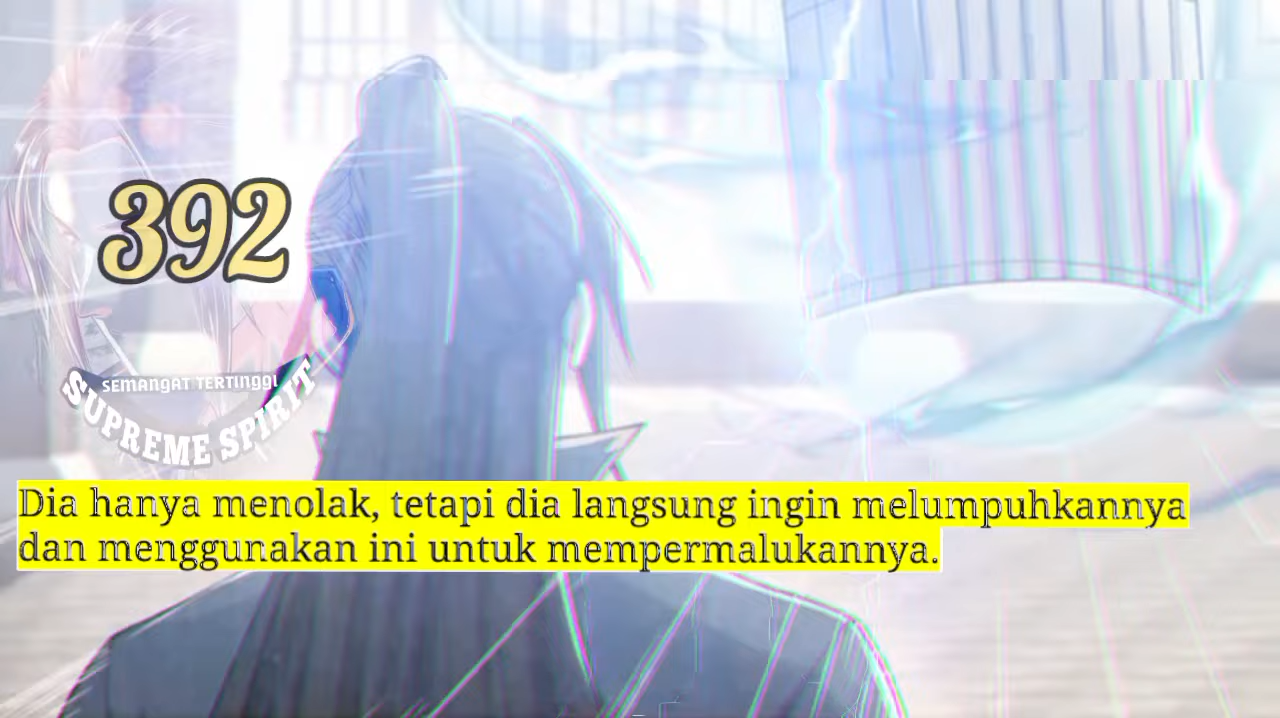 392
SEMANGAT TERTINGGI
SUPREME SPIRIT
Dia hanya menolak, tetapi dia langsung ingin melumpuhkannya
dan menggunakan ini untuk mempermalukannya.